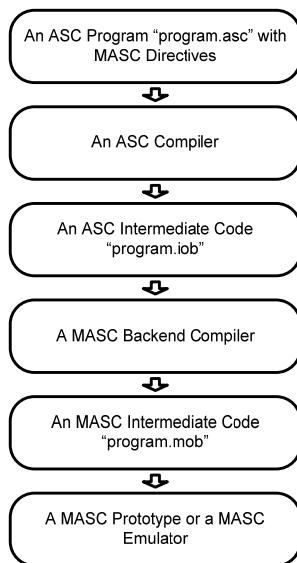 An ASC Program “program.asc” with
MASC Directives
An ASC Compiler
An ASC Intermediate Code
“program.iob”
A MASC Backend Compiler
An MASC Intermediate Code
“program.mob”
A MASC Prototype or a MASC
Emulator